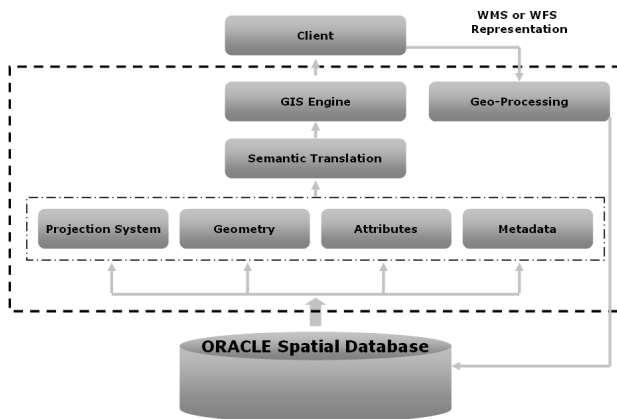 WMS or WFS
Representation
Client
GIS Engine
Geo-Processing
Semantic Translation
Projection System
Geometry
Attributes
Metadata
ORACLE Spatial Database